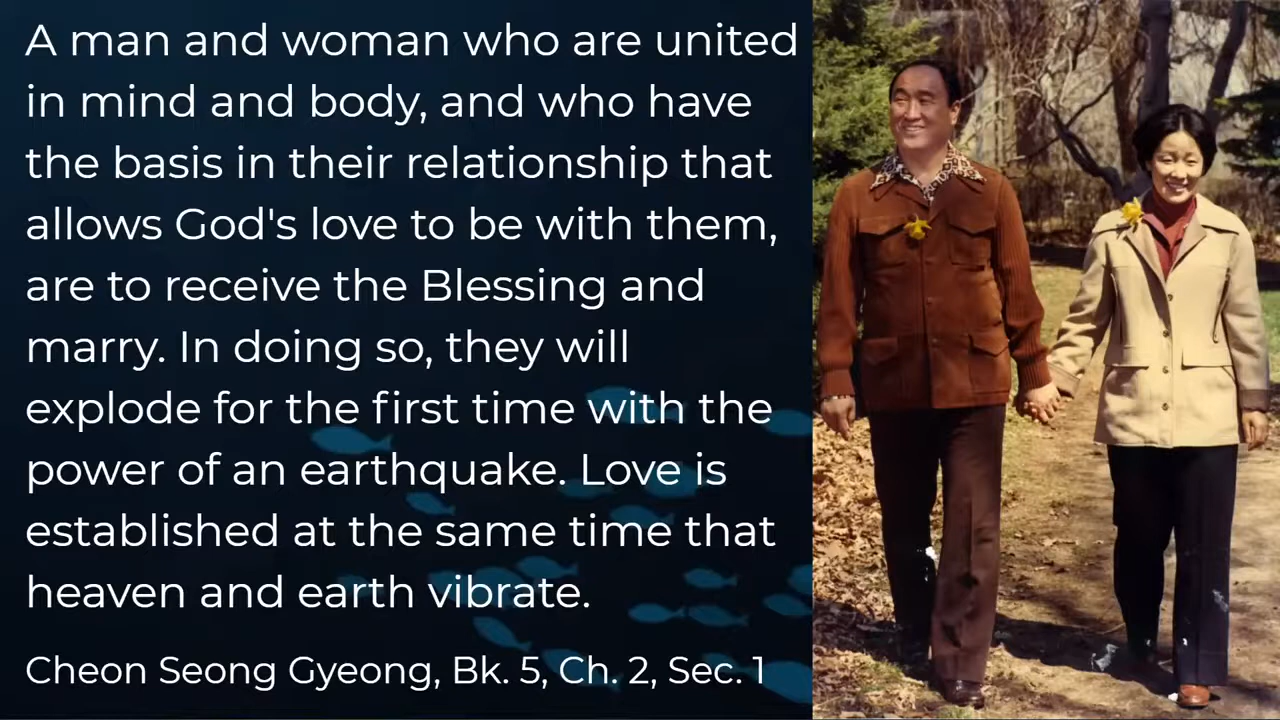 A man and woman who are united
in mind and body, and who have
the basis in their relationship that
allows God's love to be with them,
are to receive the Blessing and
marry. In doing so, they will
explode for the first time with the
power of an earthquake. Love is
established at the same time that
heaven and earth vibrate.
Cheon Seong Gyeong, Bk. 5, Ch. 2, Sec. 1